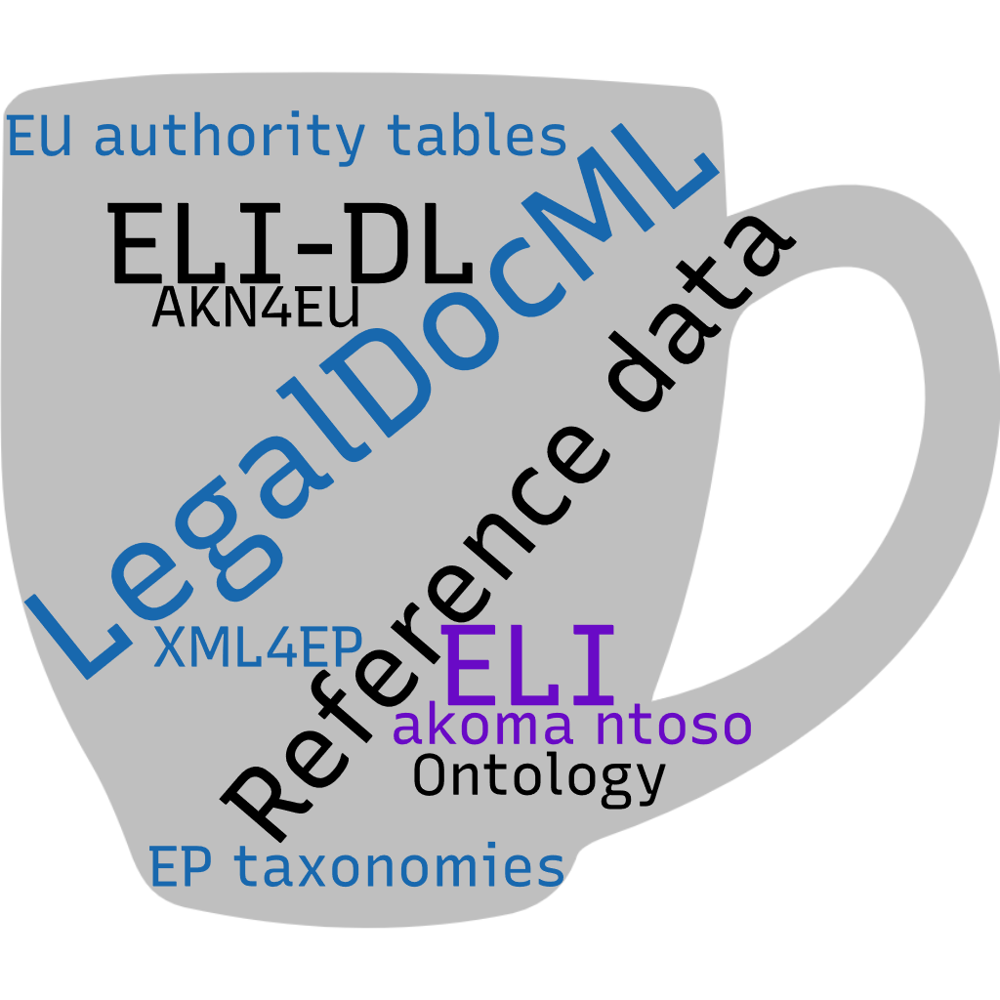 EU authority tables
ELI-DL
AKN4EU
LegalDocML
Reference data
XML4EP
ELI
akoma ntoso
Ontology
EP taxonomies